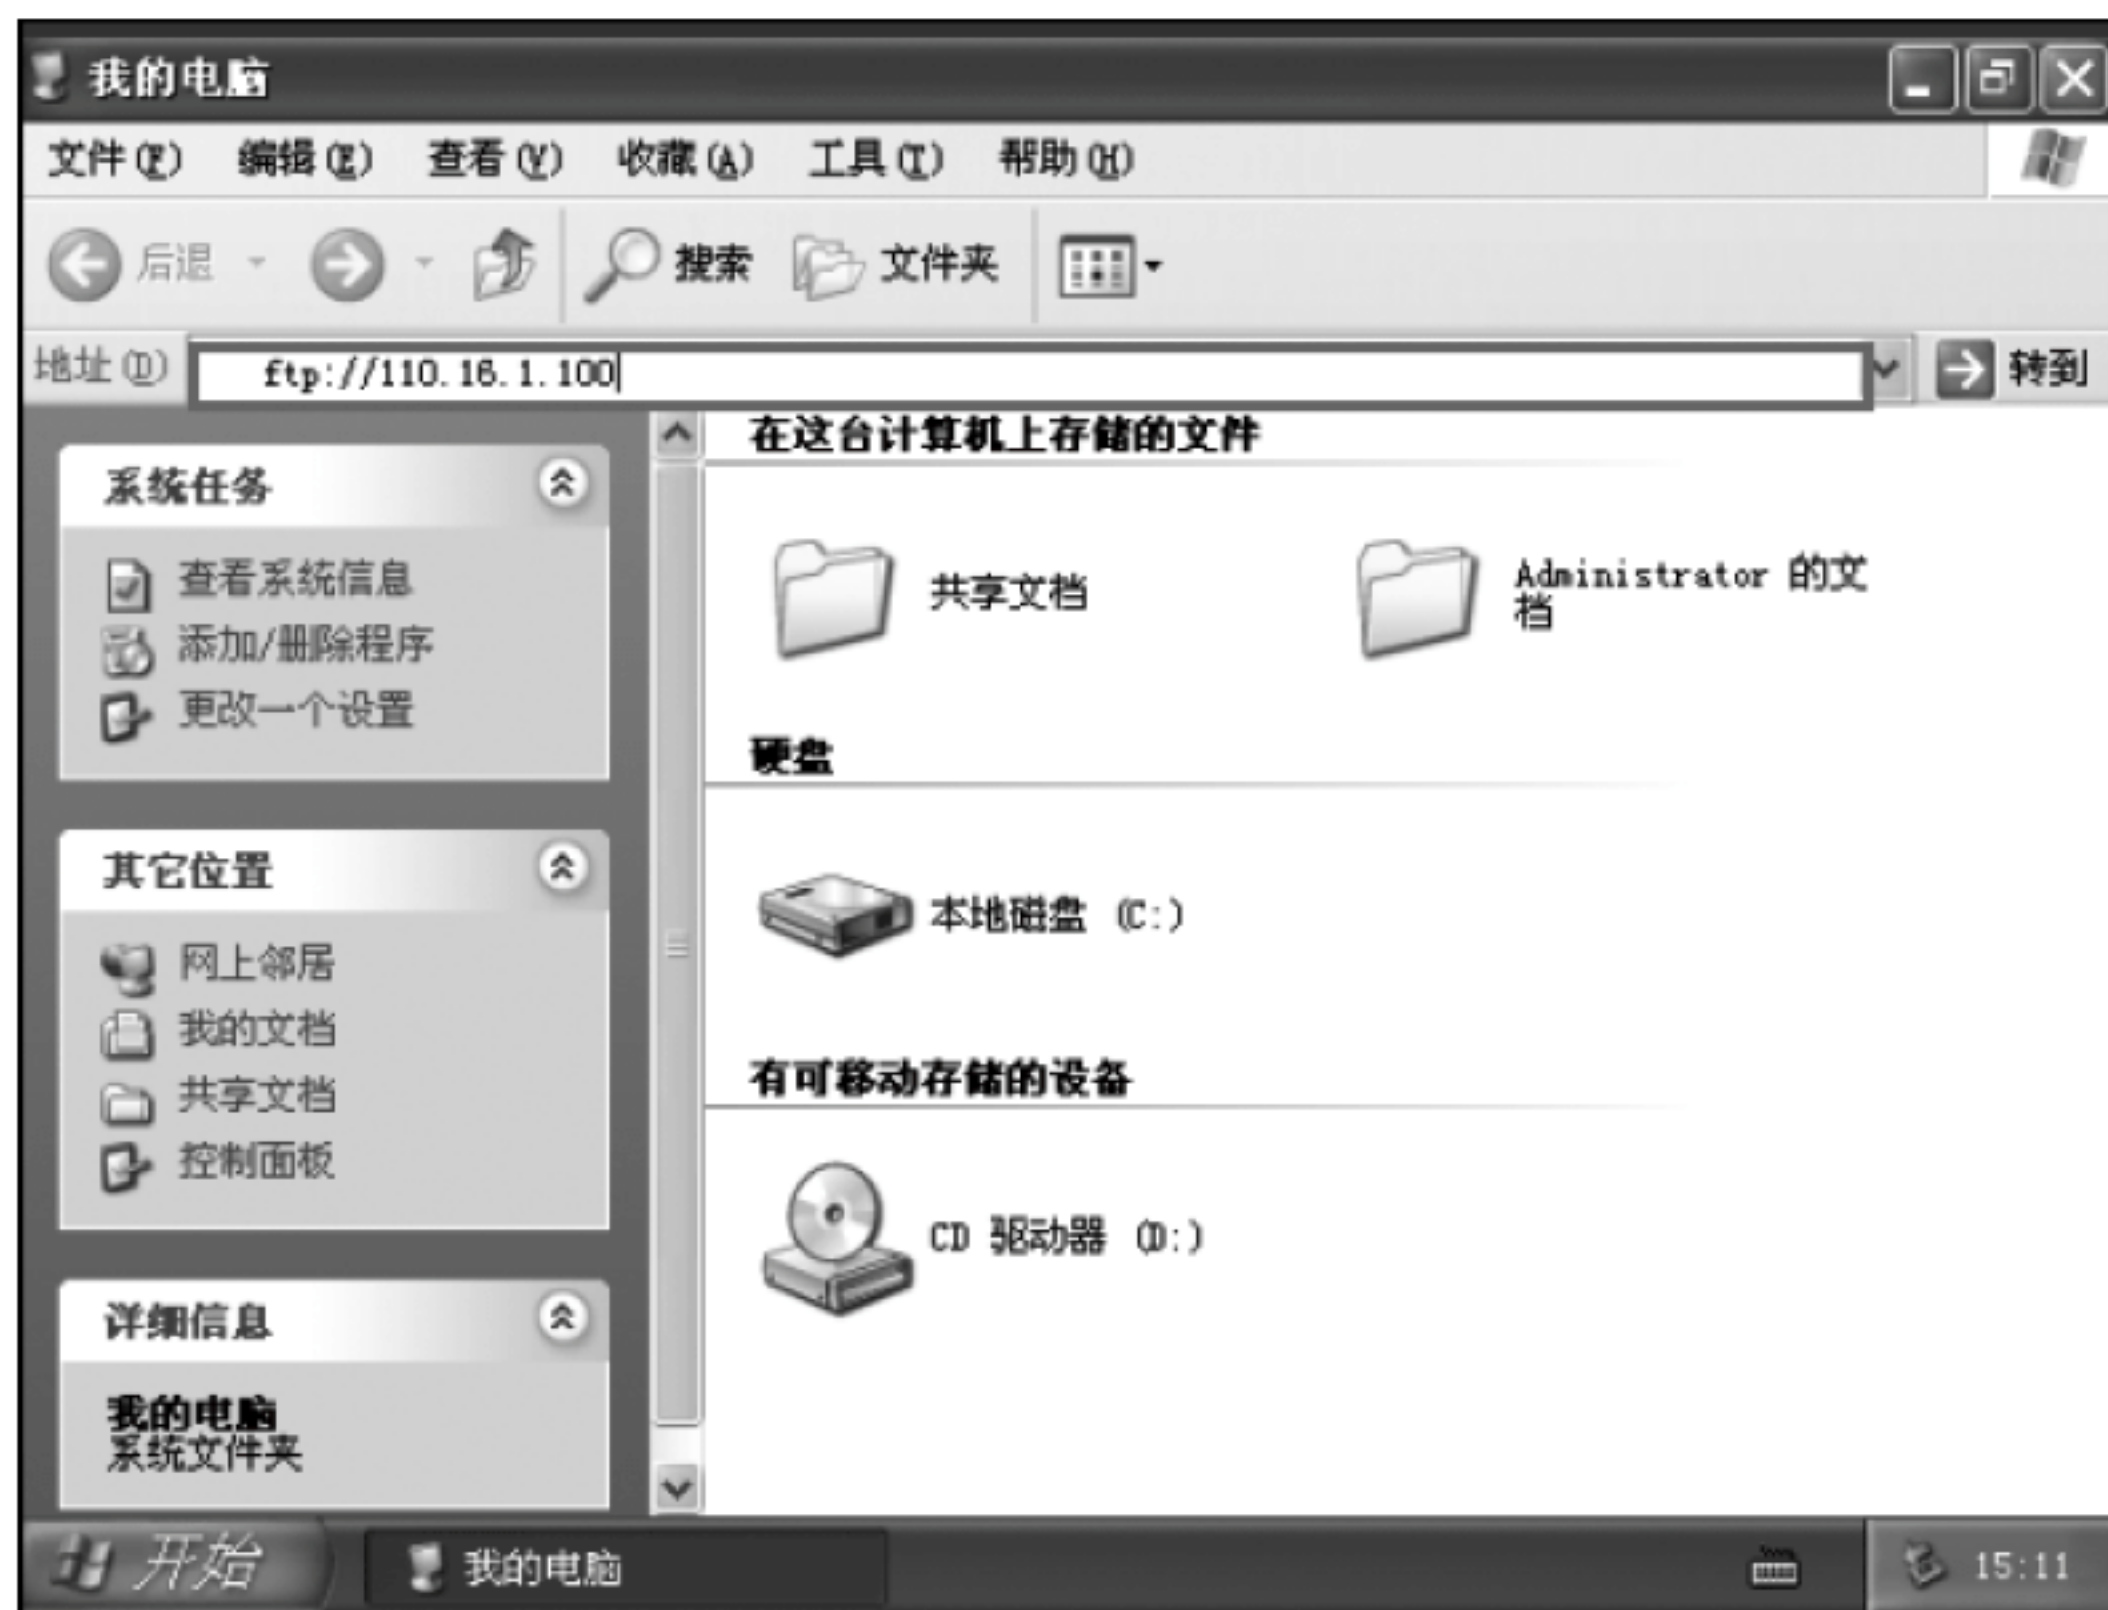 我的电脑
文件(F) 编辑(E) 查看(V) 收藏(A) 工具(T) 帮助(H)
后退 搜索 文件夹
地址(D) ftp://110.16.1.100 转到
系统任务
查看系统信息
添加/删除程序
更改一个设置
其它位置
网上邻居
我的文档
共享文档
控制面板
详细信息
我的电脑
系统文件夹
在这台计算机上存储的文件
共享文档
Administrator 的文
档
硬盘
本地磁盘 (C:)
有可移动存储的设备
CD 驱动器 (D:)
开始 我的电脑 15:11